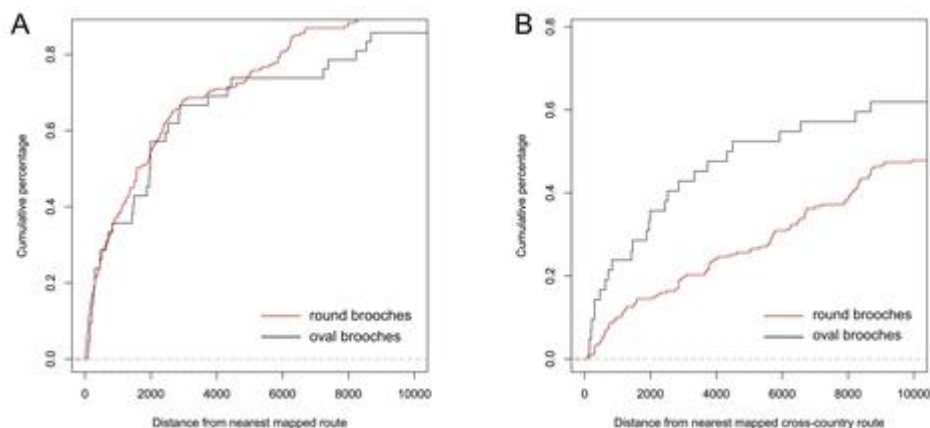 A
Cumulative percentage
0.8
0.6
0.4
0.2
0.0
round brooches
oval brooches
0 2000 4000 6000 8000 10000
Distance from nearest mapped route
B
Cumulative percentage
0.8
0.6
0.4
0.2
0.0
round brooches
oval brooches
0 2000 4000 6000 8000 10000
Distance from nearest mapped cross-country route